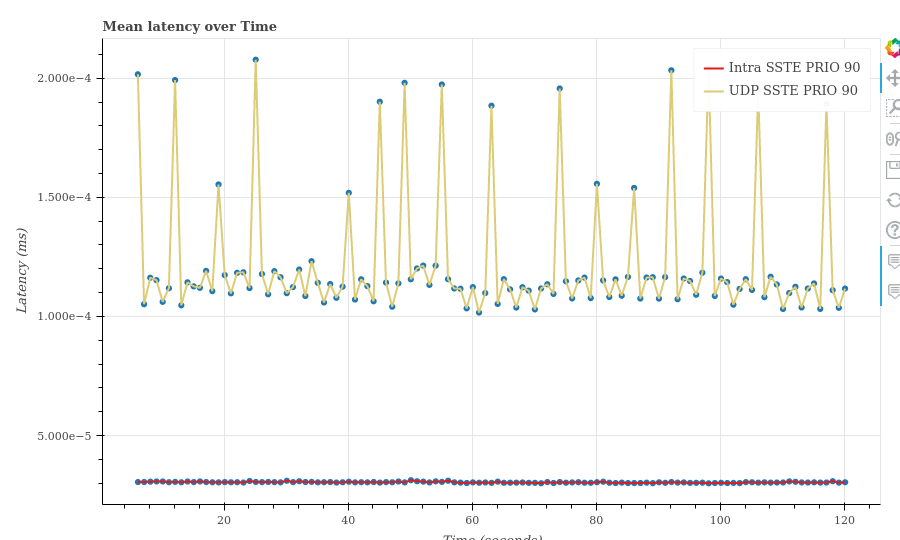 Mean latency over Time
Intra SSTE PRIO 90
UDP SSTE PRIO 90
Latency (ms)
2.000e−4
1.500e−4
1.000e−4
5.000e−5
20
40
60
80
100
120
Time (seconds)